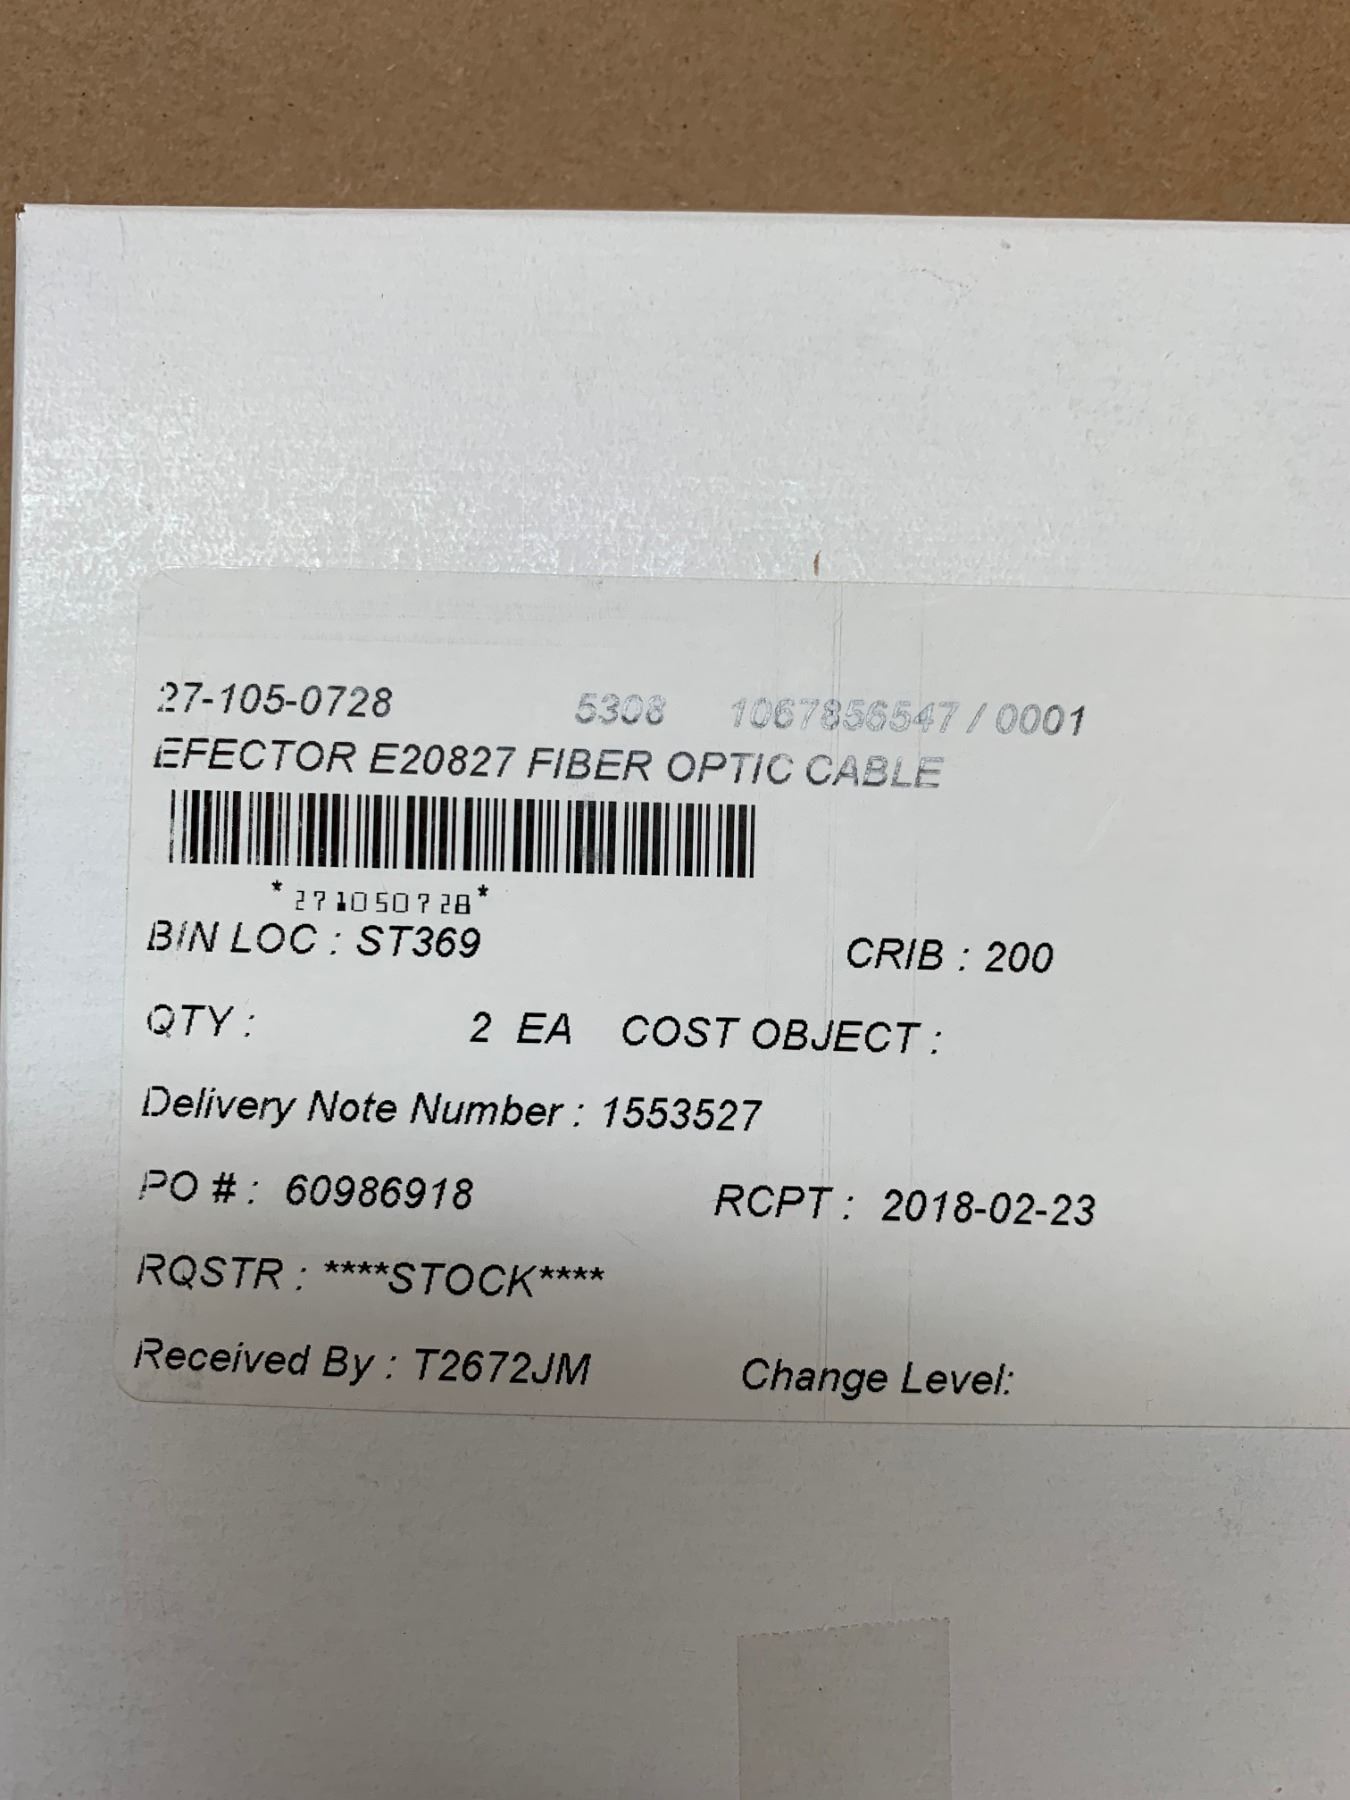 27-105-0728 5308 1067856547 / 0001
EFECTOR E20827 FIBER OPTIC CABLE
*271050728*
BIN LOC : ST369 CRIB : 200
QTY : 2 EA COST OBJECT :
Delivery Note Number : 1553527
PO # : 60986918 RCPT : 2018-02-23
RQSTR : ****STOCK****
Received By : T2672JM Change Level: